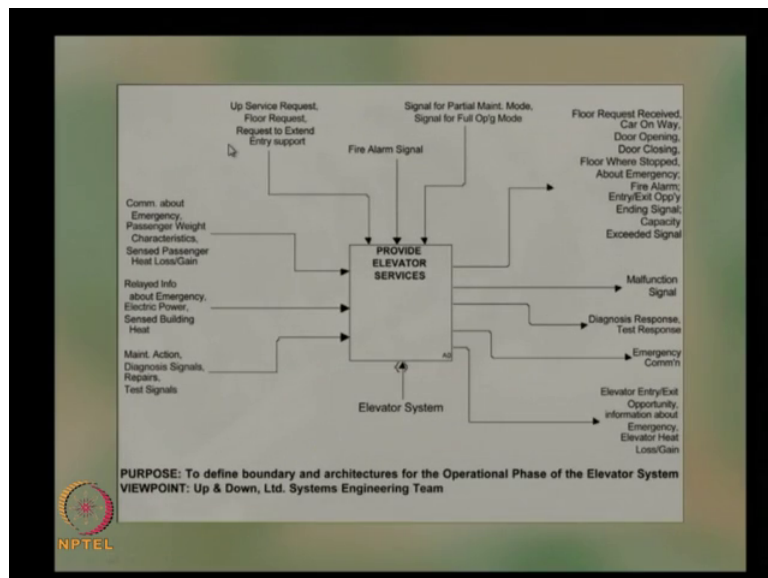 Up Service Request,
Floor Request,
Request to Extend
Entry support
Fire Alarm Signal
Signal for Partial Maint. Mode,
Signal for Full Op'g Mode
Floor Request Received,
Car On Way,
Door Opening,
Door Closing,
Floor Where Stopped,
About Emergency;
Fire Alarm;
Entry/Exit Opp'y
Ending Signal;
Capacity
Exceeded Signal
Comm. about
Emergency,
Passenger Weight
Characteristics,
Sensed Passenger
Heat Loss/Gain
Relayed Info
about Emergency,
Electric Power,
Sensed Building
Heat
Maint. Action,
Diagnosis Signals,
Repairs,
Test Signals
PROVIDE
ELEVATOR
SERVICES
A0
Malfunction
Signal
Diagnosis Response,
Test Response
Emergency
Comm'n
Elevator Entry/Exit
Opportunity,
information about
Emergency,
Elevator Heat
Loss/Gain
Elevator System
PURPOSE: To define boundary and architectures for the Operational Phase of the Elevator System
VIEWPOINT: Up & Down, Ltd. Systems Engineering Team
NPTEL